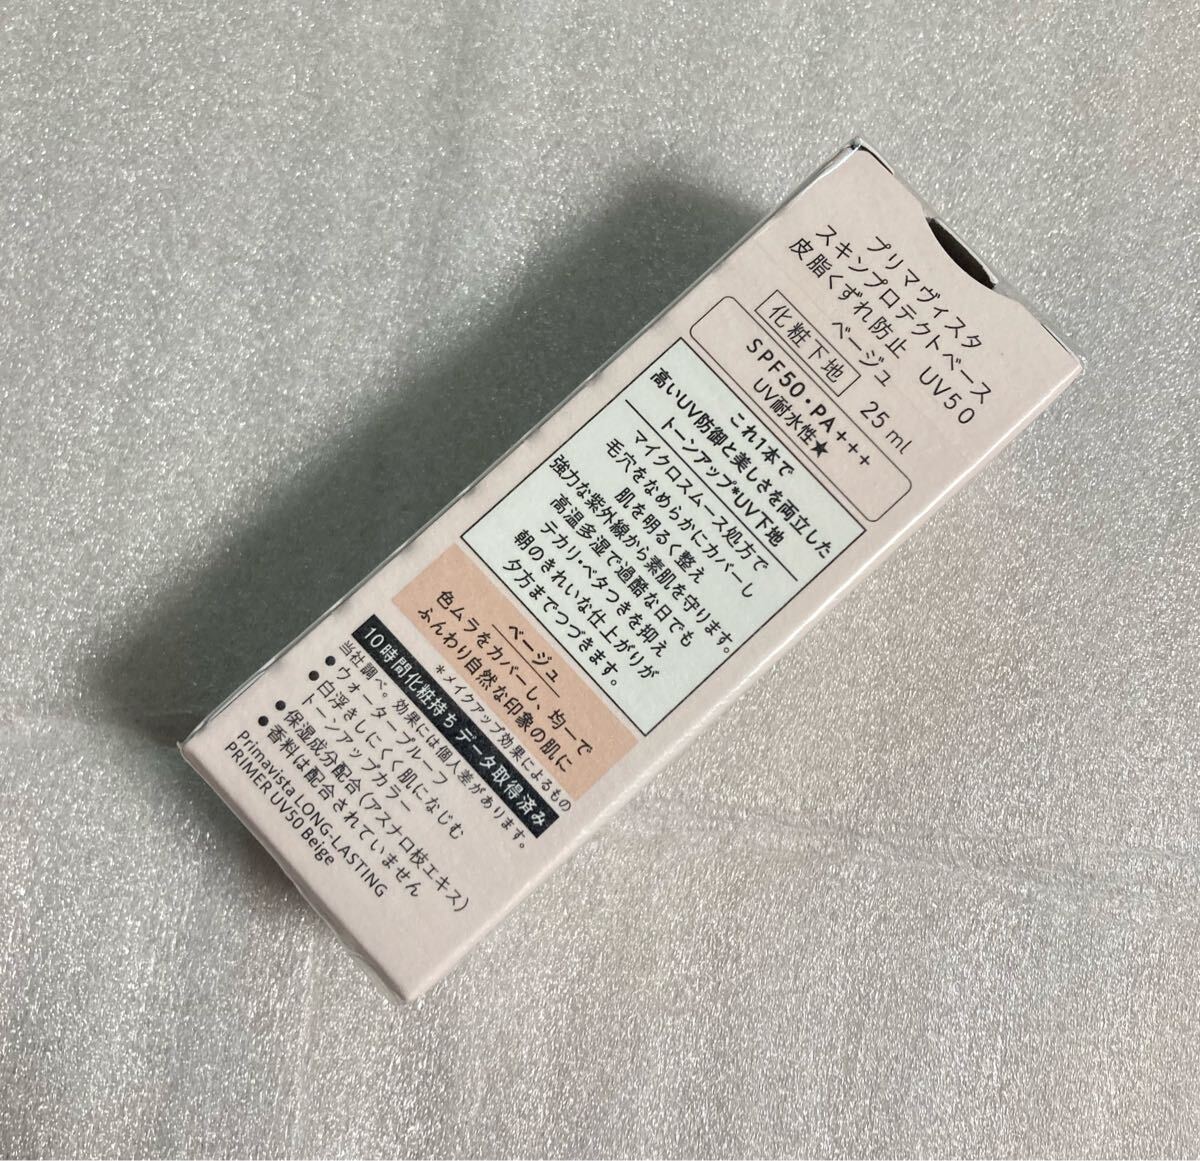 プリマヴィスタ
スキンプロテクトベース
皮脂くずれ防止 UV50
ベージュ
化粧下地 25ml
SPF50・PA+++
UV耐水性★
これ1本で
高いUV防御と美しさを両立した
トーンアップ*UV下地
マイクロスムース処方で
毛穴をなめらかにカバーし
肌を明るく整え
強力な紫外線から素肌を守ります。
高温多湿で過酷な日でも
テカリ・ベタつきを抑え
朝のきれいな仕上がりが
夕方までつづきます。
ベージュ
色ムラをカバーし、均一で
ふんわり自然な印象の肌に
*メイクアップ効果によるもの
10時間化粧持ちデータ取得済み
当社調べ。効果には個人差があります。
●ウォータープルーフ
●白浮きしにくく肌になじむ
トーンアップカラー
●保湿成分配合(アスナロ枝エキス)
●香料は配合されていません
Primavista LONG-LASTING
PRIMER UV50 Beige